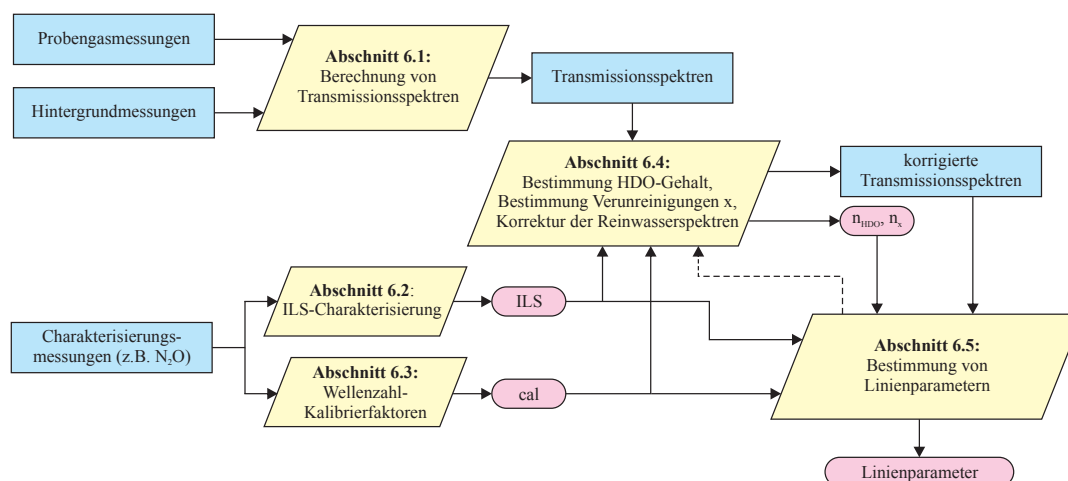 Probengasmessungen
Hintergrundmessungen
Abschnitt 6.1:
Berechnung von
Transmissionsspektren
Transmissionsspektren
Abschnitt 6.4:
Bestimmung HDO-Gehalt,
Bestimmung Verunreinigungen x,
Korrektur der Reinwasserspektren
korrigierte
Transmissionsspektren
n_HDO, n_x
Charakterisierungs-
messungen (z.B. N₂O)
Abschnitt 6.2:
ILS-Charakterisierung
ILS
Abschnitt 6.3:
Wellenzahl-
Kalibrierfaktoren
cal
Abschnitt 6.5:
Bestimmung von
Linienparametern
Linienparameter